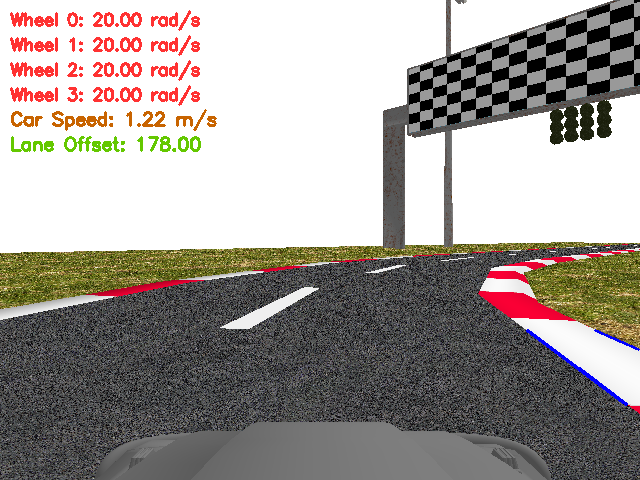 Wheel 0: 20.00 rad/s
Wheel 1: 20.00 rad/s
Wheel 2: 20.00 rad/s
Wheel 3: 20.00 rad/s
Car Speed: 1.22 m/s
Lane Offset: 178.00